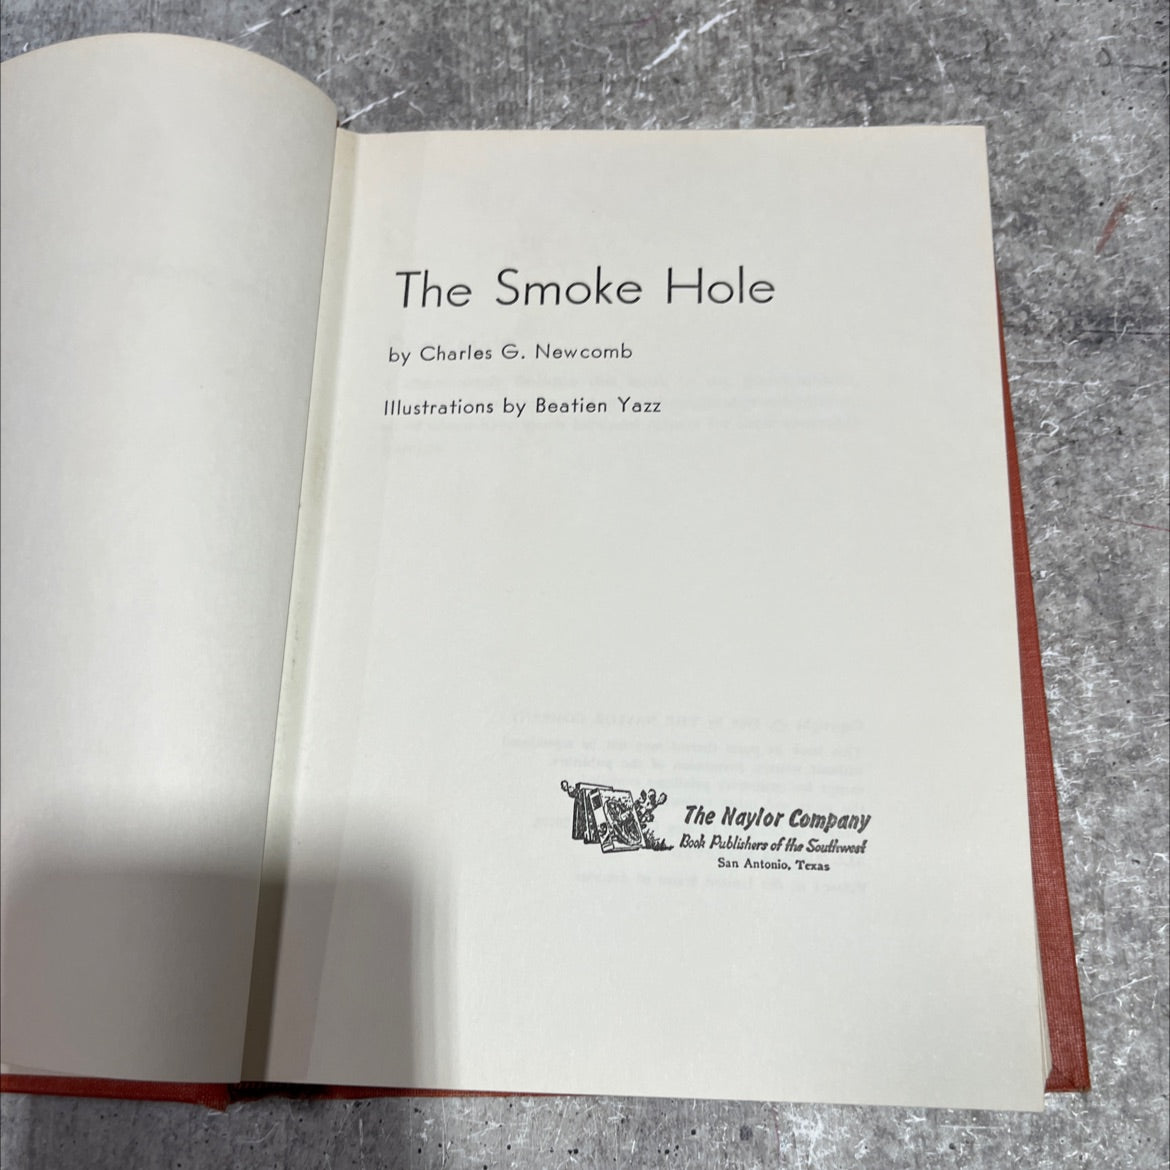 The Smoke Hole
by Charles G. Newcomb
Illustrations by Beatien Yazz
The Naylor Company
Book Publishers of the Southwest
San Antonio, Texas